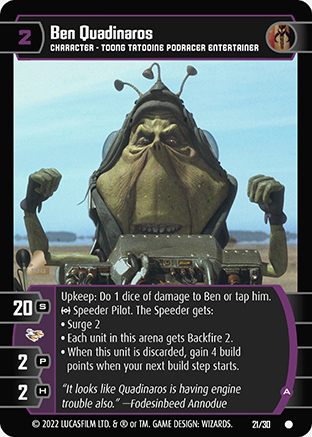 2
Ben Quadinaros
CHARACTER - TOONG TATOOINE PODRACER ENTERTAINER
Upkeep: Do 1 dice of damage to Ben or tap him.
Speeder Pilot. The Speeder gets:
• Surge 2
• Each unit in this arena gets Backfire 2.
• When this unit is discarded, gain 4 build
points when your next build step starts.
“It looks like Quadinaros is having engine
trouble also.” —Fodesinbeed Annodue
20 S
2 P
2 H
A
© 2022 LUCASFILM LTD. & ® OR TM. GAME DESIGN: WIZARDS.
21/30